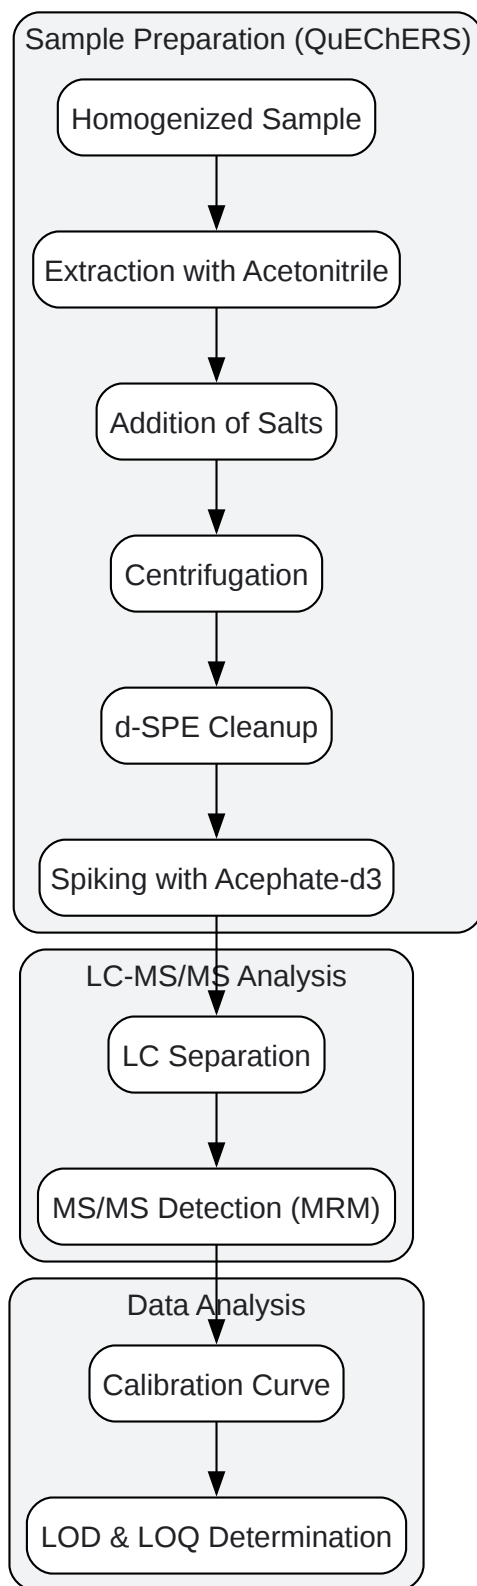 Sample Preparation (QuEChERS)
Homogenized Sample
Extraction with Acetonitrile
Addition of Salts
Centrifugation
d-SPE Cleanup
Spiking with Acephate-d3
LC-MS/MS Analysis
LC Separation
MS/MS Detection (MRM)
Data Analysis
Calibration Curve
LOD & LOQ Determination